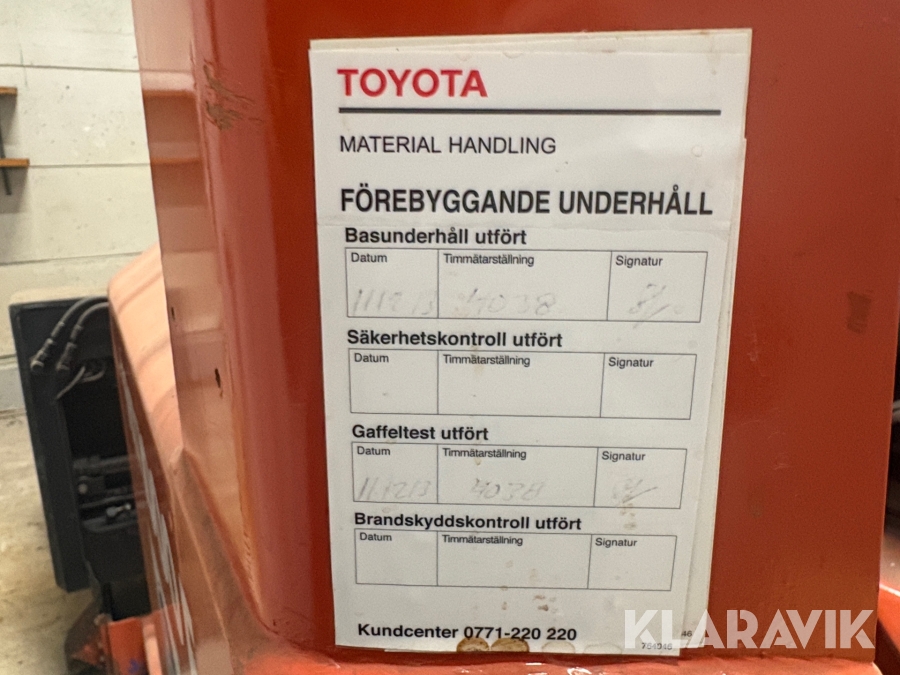 TOYOTA
MATERIAL HANDLING
FÖREBYGGANDE UNDERHÅLL
Basunderhåll utfört
Datum Timmätarställning Signatur
Säkerhetskontroll utfört
Datum Timmätarställning Signatur
Gaffeltest utfört
Datum Timmätarställning Signatur
4038
Brandskyddskontroll utfört
Datum Timmätarställning Signatur
Kundcenter 0771-220 220
KLARAVIK